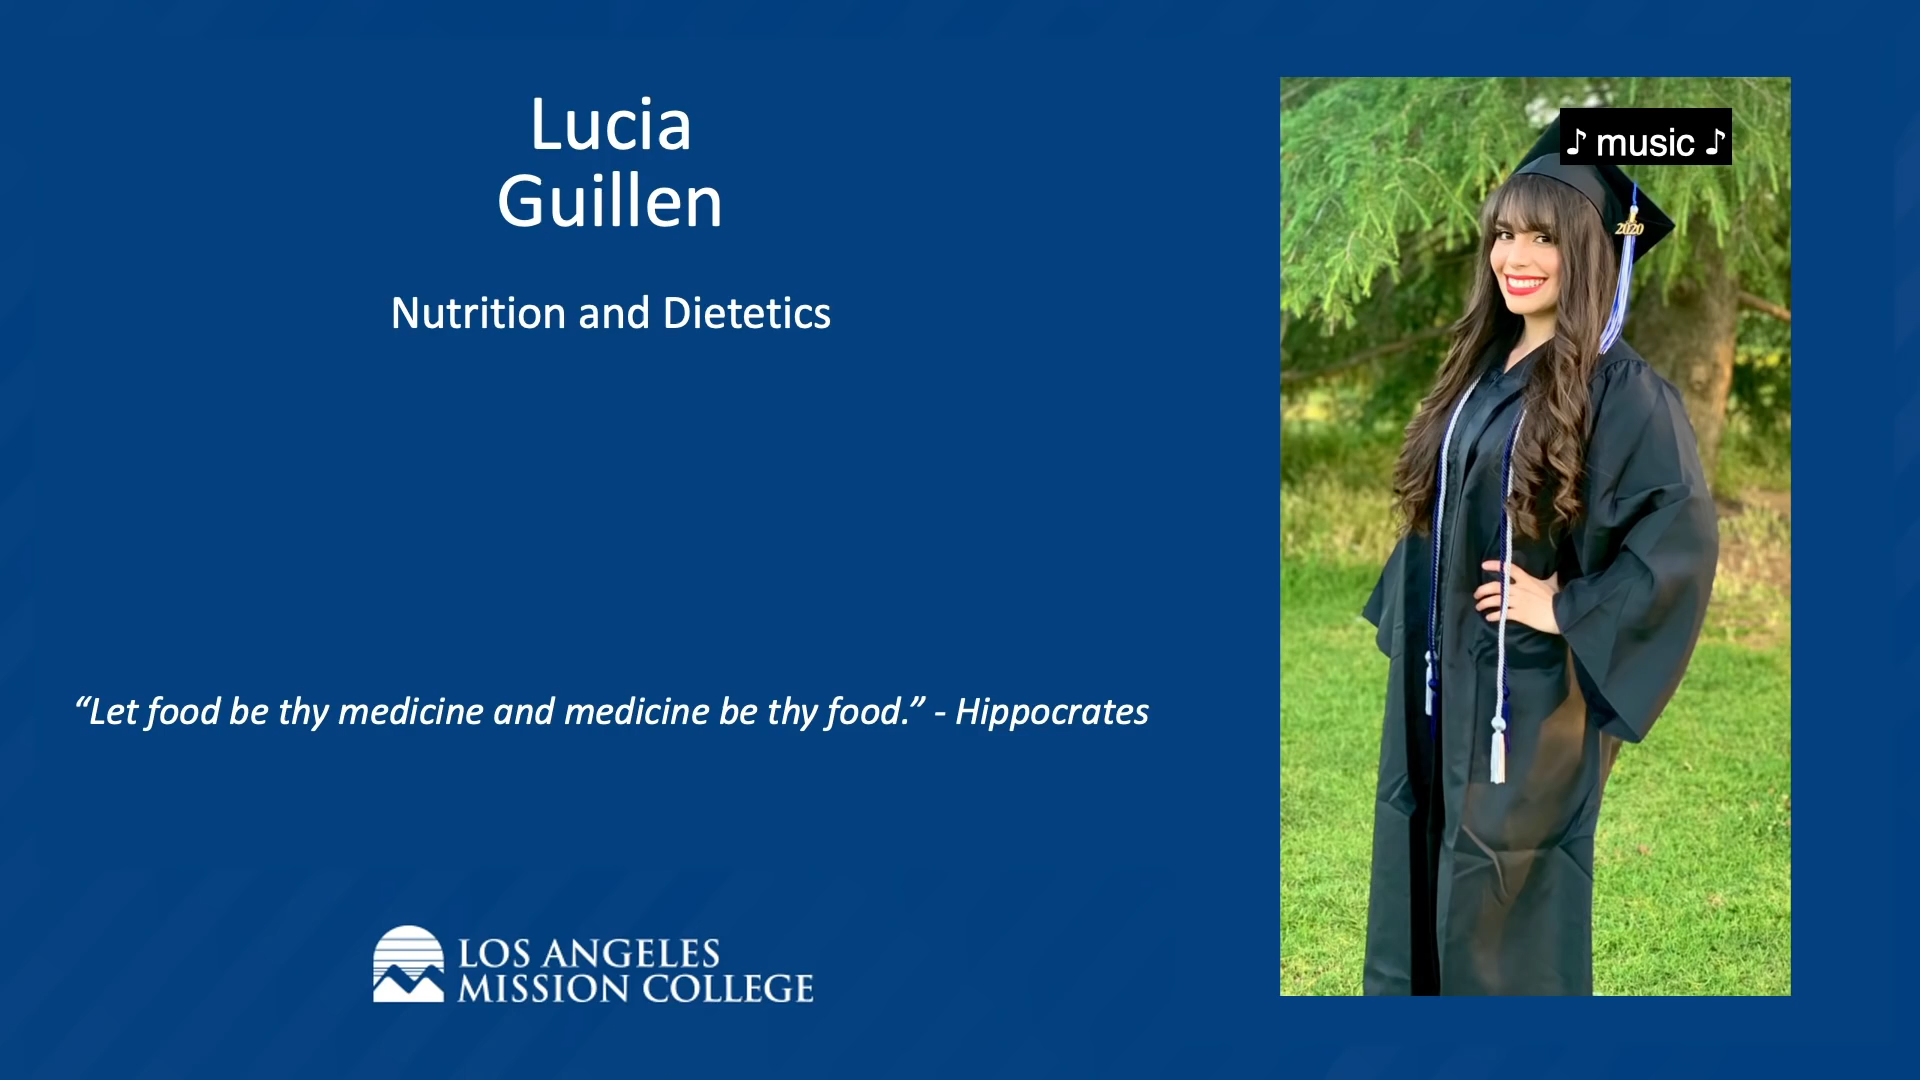 Lucia
Guillen
Nutrition and Dietetics
“Let food be thy medicine and medicine be thy food.” - Hippocrates
LOS ANGELES
MISSION COLLEGE
♪ music ♪
2020